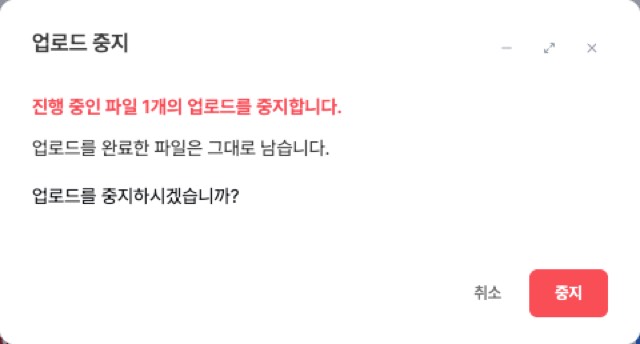 업로드 중지
진행 중인 파일 1개의 업로드를 중지합니다.
업로드를 완료한 파일은 그대로 남습니다.
업로드를 중지하시겠습니까?
취소
중지